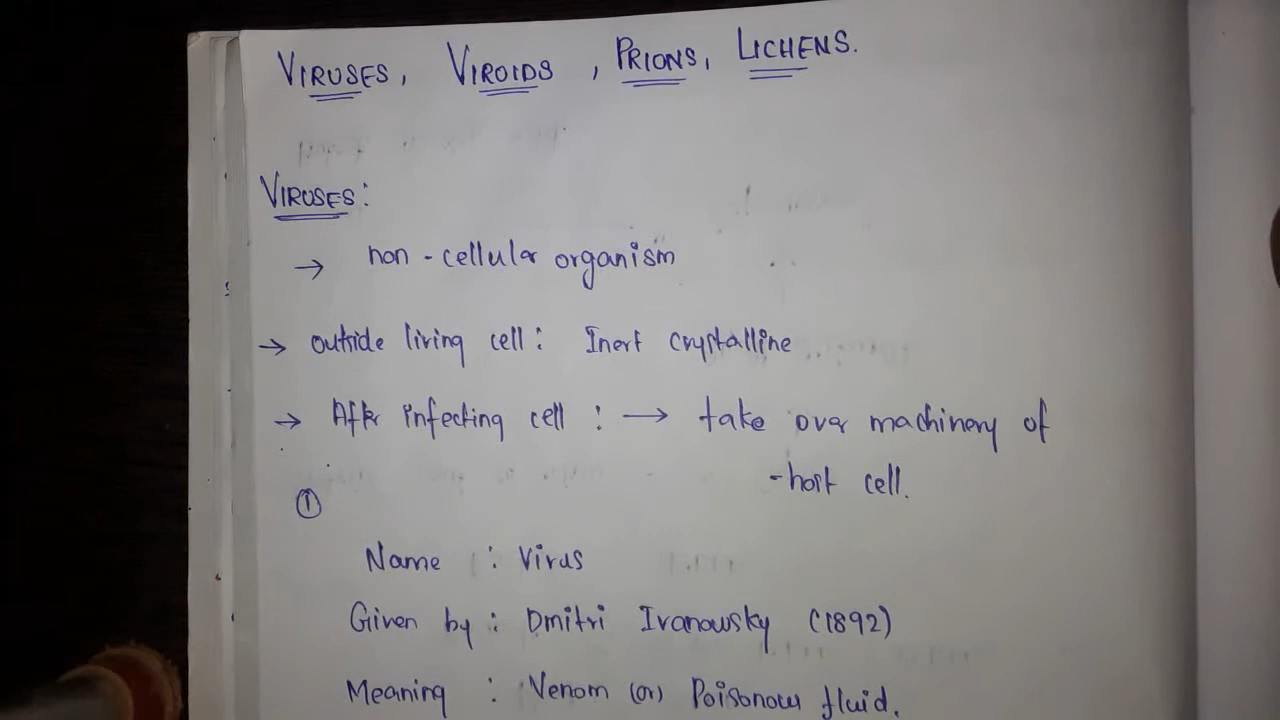 VIRUSES, VIROIDS, PRIONS, LICHENS.
VIRUSES:
→ non-cellular organism
→ outside living cell: Inert crystalline
→ After infecting cell : → take over machinery of
-host cell.
①
Name : Virus
Given by : Dmitri Ivanowsky (1892)
Meaning : Venom (or) Poisonous fluid.